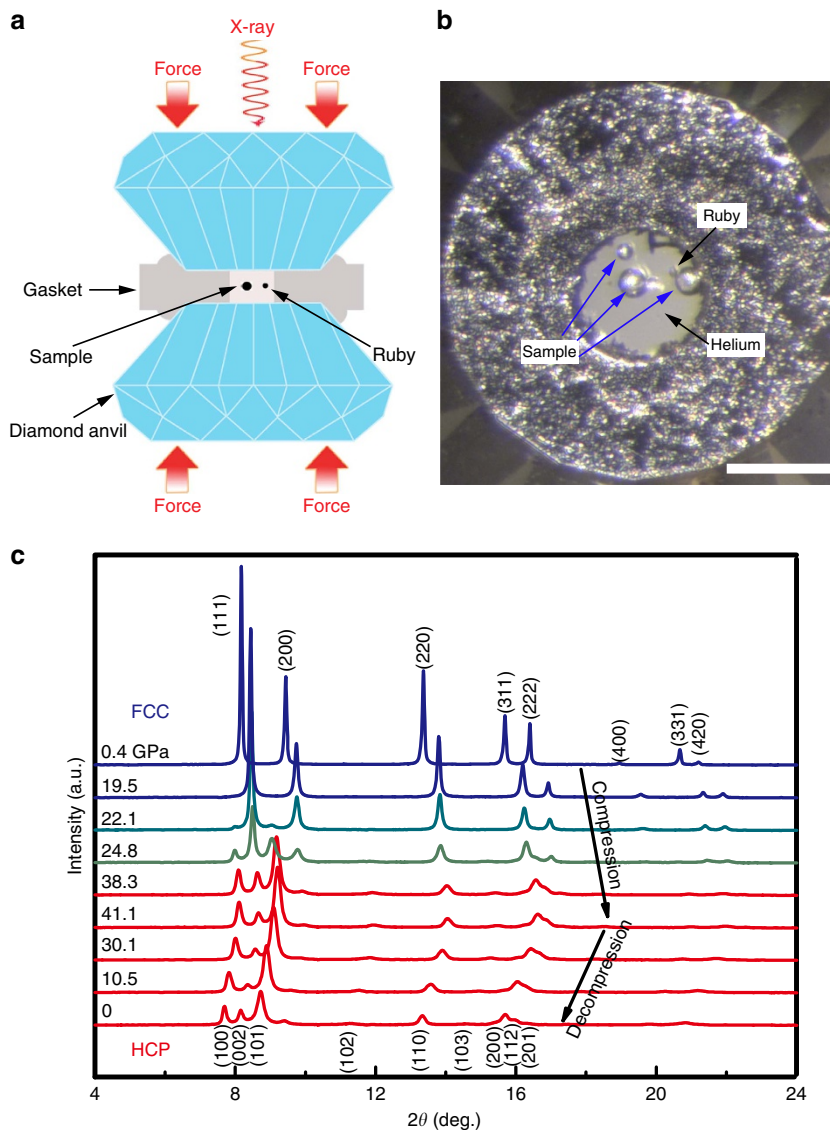 a
X-ray
Force
Force
Gasket
Sample
Ruby
Diamond anvil
Force
Force
b
Ruby
Sample
Helium
c
(111)
(200)
(220)
(311)
(222)
(400)
(331)
(420)
FCC
0.4 GPa
19.5
22.1
24.8
38.3
41.1
30.1
10.5
0
HCP
Compression
Decompression
(100)
(002)
(101)
(102)
(110)
(103)
(200)
(112)
(201)
Intensity (a.u.)
4
8
12
16
20
24
2θ (deg.)